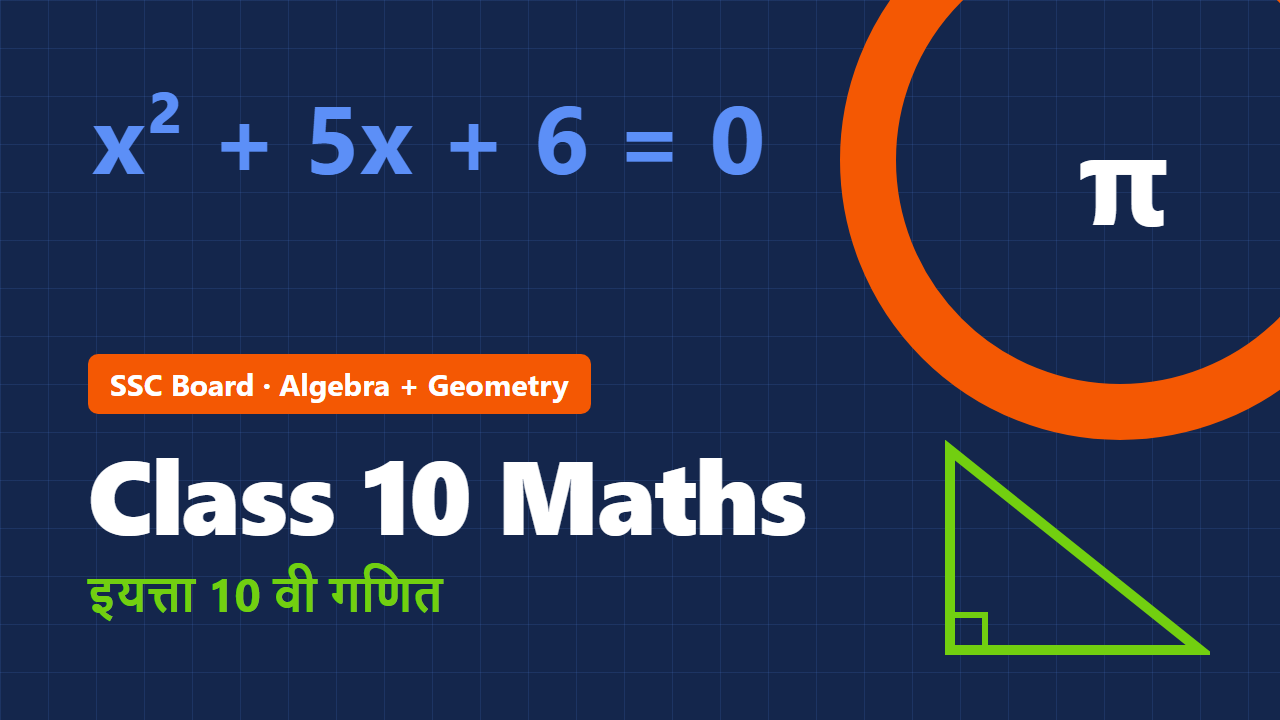 x² + 5x + 6 = 0
π
SSC Board · Algebra + Geometry
Class 10 Maths
इयत्ता 10 वी गणित